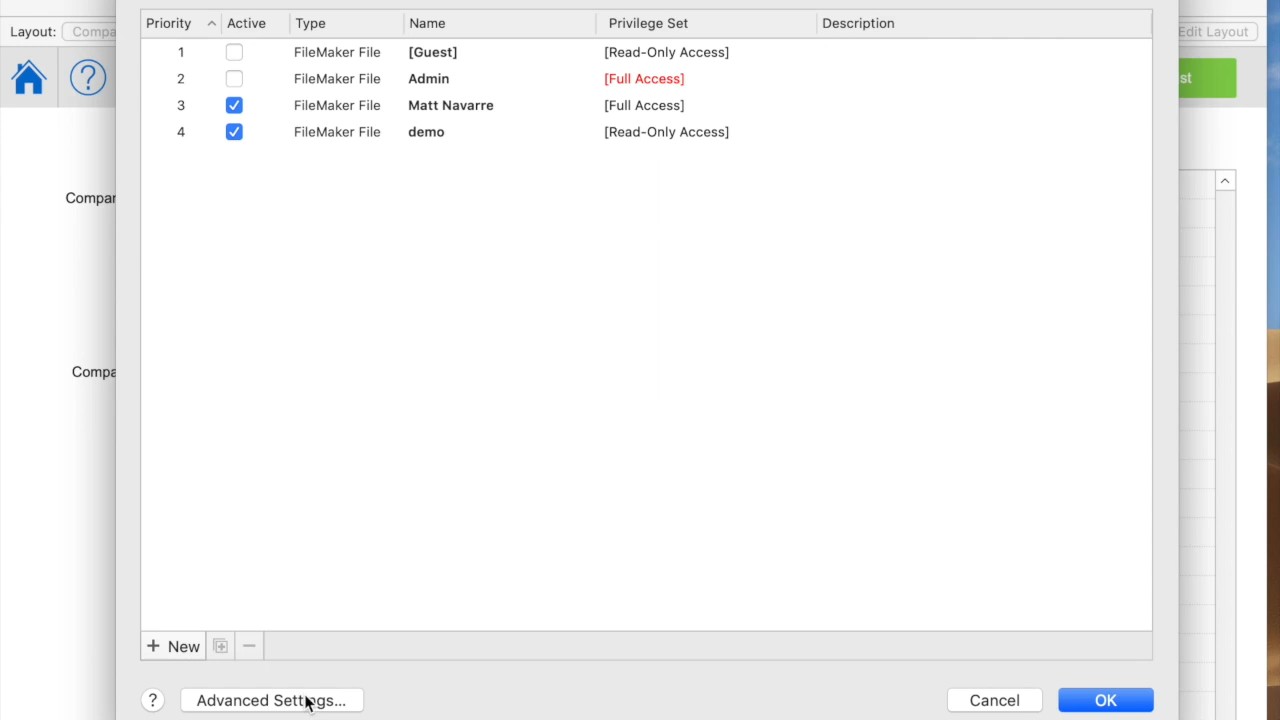 Layout: Compa
Edit Layout
?
st
Priority Active Type Name Privilege Set Description
1 FileMaker File [Guest] [Read-Only Access]
2 FileMaker File Admin [Full Access]
3 FileMaker File Matt Navarre [Full Access]
4 FileMaker File demo [Read-Only Access]
Compar
Compa
+ New
? Advanced Settings... Cancel OK